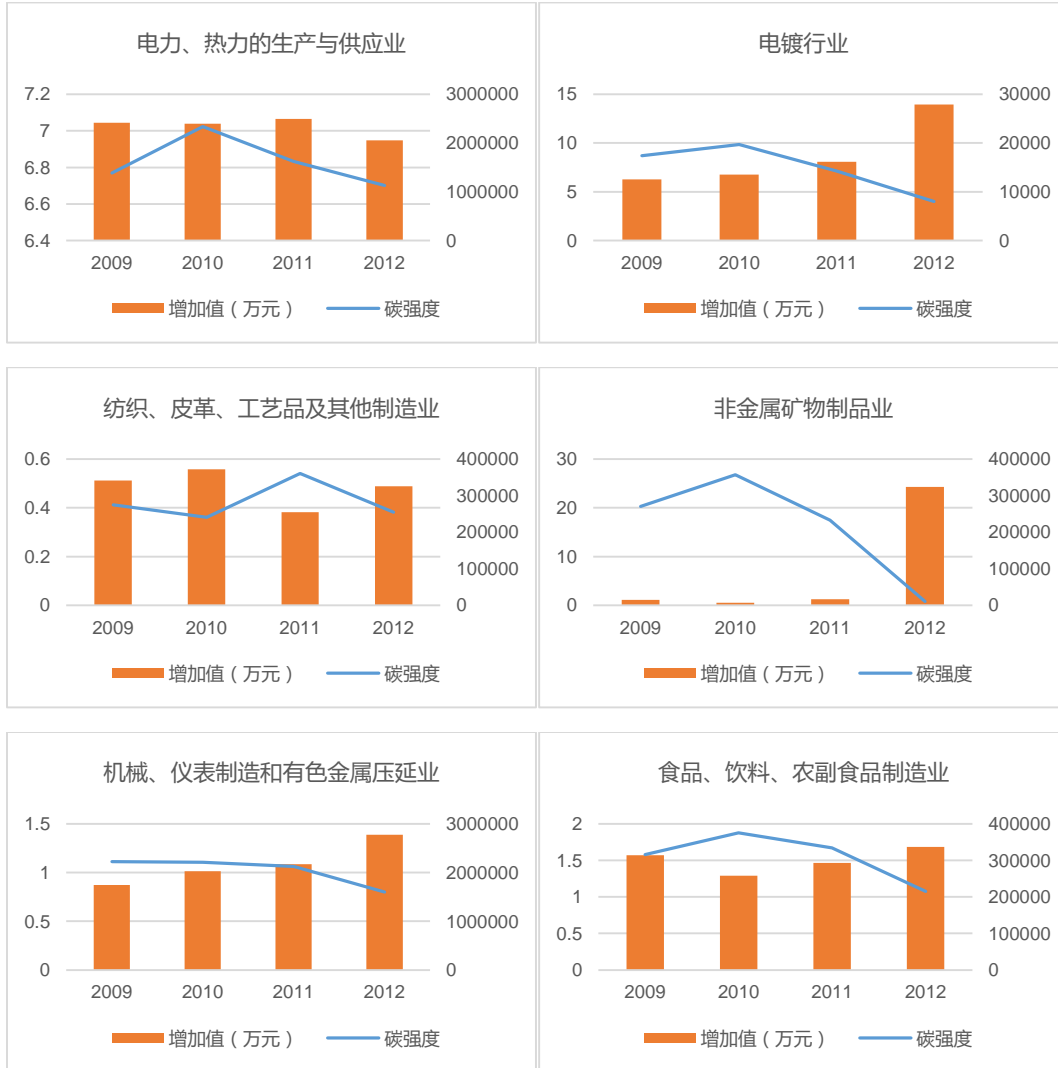 电力、热力的生产与供应业
7.2
7
6.8
6.6
6.4
3000000
2000000
1000000
0
2009 2010 2011 2012
增加值（万元） 碳强度
电镀行业
15
10
5
0
30000
20000
10000
0
2009 2010 2011 2012
增加值（万元） 碳强度
纺织、皮革、工艺品及其他制造业
0.6
0.4
0.2
0
400000
300000
200000
100000
0
2009 2010 2011 2012
增加值（万元） 碳强度
非金属矿物制品业
30
20
10
0
400000
300000
200000
100000
0
2009 2010 2011 2012
增加值（万元） 碳强度
机械、仪表制造和有色金属压延业
1.5
1
0.5
0
3000000
2000000
1000000
0
2009 2010 2011 2012
增加值（万元） 碳强度
食品、饮料、农副食品制造业
2
1.5
1
0.5
0
400000
300000
200000
100000
0
2009 2010 2011 2012
增加值（万元） 碳强度